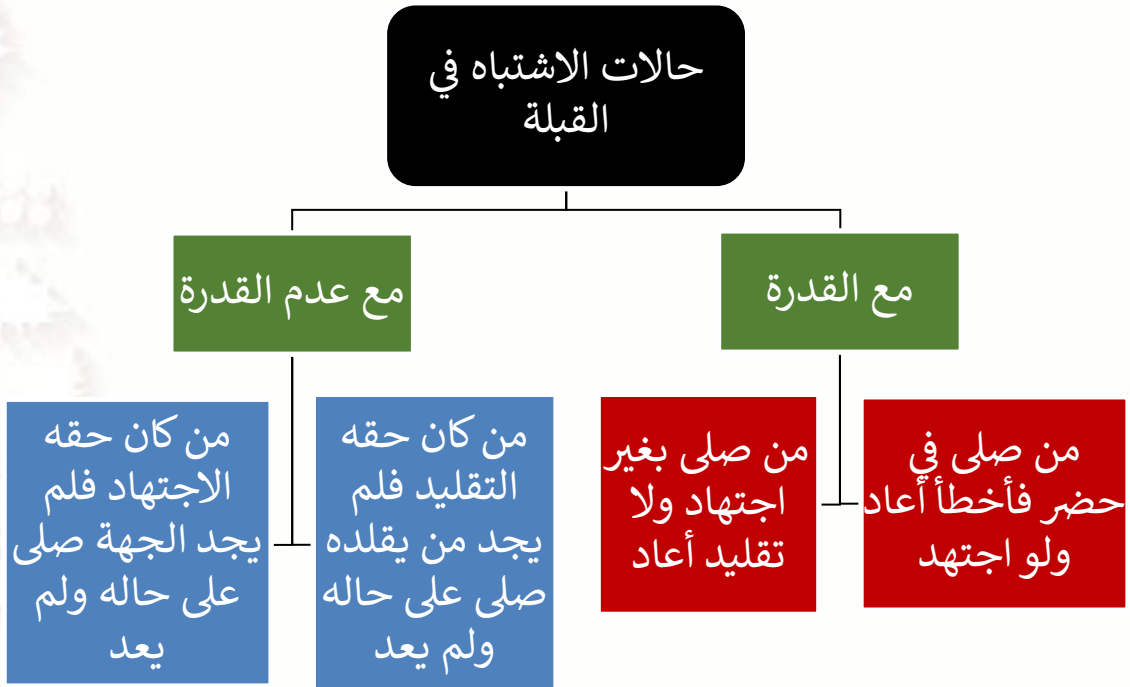 حالات الاشتباه في
القبلة
مع القدرة
مع عدم القدرة
من صلى في
حضر فأخطأ أعاد
ولو اجتهد
من صلى بغير
اجتهاد ولا
تقليد أعاد
من كان حقه
التقليد فلم
يجد من يقلده
صلى على حاله
ولم يعد
من كان حقه
الاجتهاد فلم
يجد الجهة صلى
على حاله ولم
يعد